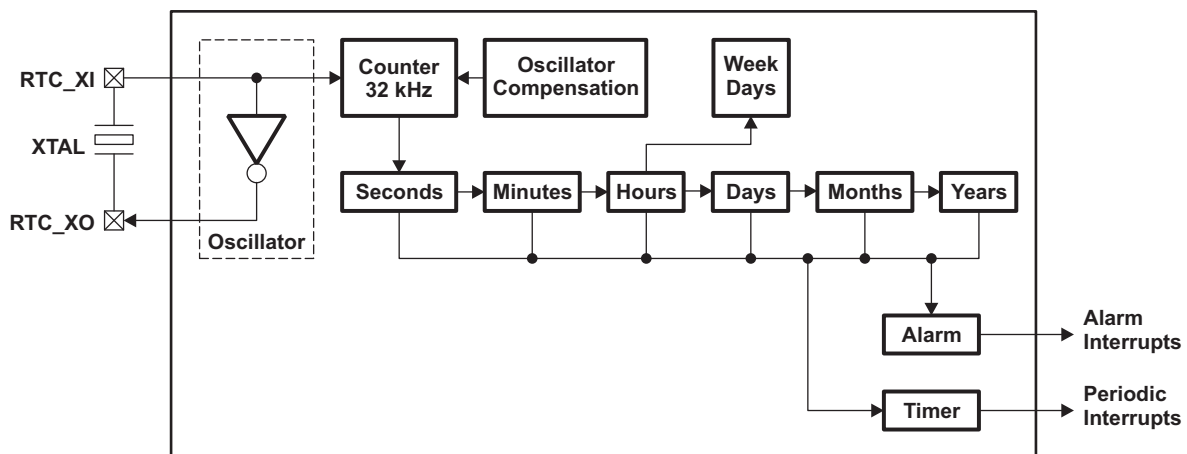 RTC_XI
XTAL
RTC_XO
Oscillator
Counter
32 kHz
Oscillator
Compensation
Week
Days
Seconds
Minutes
Hours
Days
Months
Years
Alarm
Alarm
Interrupts
Timer
Periodic
Interrupts